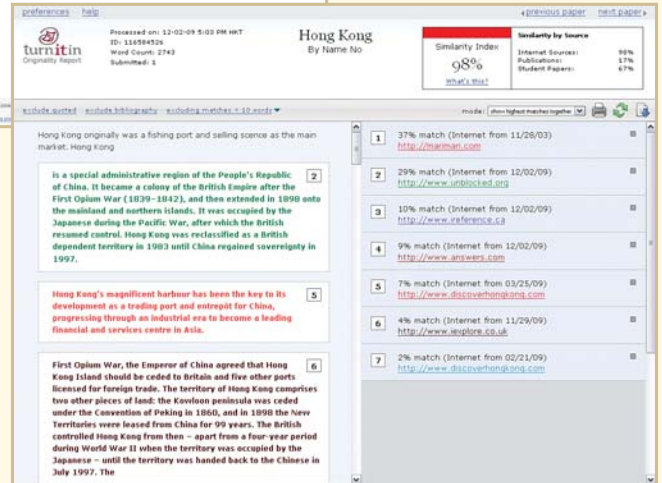 preferences help
previous paper next paper
turnitin
Originality Report
Processed on: 12-02-09 5:03 PM HKT
ID: 116584526
Word Count: 2743
Submitted: 1
Hong Kong
By Name No
Similarity Index
98%
What's this?
Similarity by Source
Internet Sources: 98%
Publications: 17%
Student Papers: 67%
exclude quoted exclude bibliography excluding matches < 10 words
mode: show highest matches together
Hong Kong originally was a fishing port and selling scence as the main
market. Hong Kong
is a special administrative region of the People's Republic 2
of China. It became a colony of the British Empire after the
First Opium War (1839–1842), and then extended in 1898 onto
the mainland and northern islands. It was occupied by the
Japanese during the Pacific War, after which the British
resumed control. Hong Kong was reclassified as a British
dependent territory in 1983 until China regained sovereignty in
1997.
Hong Kong's magnificent harbour has been the key to its 5
development as a trading port and entrepôt for China,
progressing through an industrial era to become a leading
financial and services centre in Asia.
First Opium War, the Emperor of China agreed that Hong 6
Kong Island should be ceded to Britain and five other ports
licensed for foreign trade. The territory of Hong Kong comprises
two other pieces of land: the Kowloon peninsula was ceded
under the Convention of Peking in 1860, and in 1898 the New
Territories were leased from China for 99 years. The British
controlled Hong Kong from then – apart from a four-year period
during World War II when the territory was occupied by the
Japanese – until the territory was handed back to the Chinese in
July 1997. The
1 37% match (Internet from 11/28/03)
http://mariman.com
2 29% match (Internet from 12/02/09)
http://www.unblocked.org
3 10% match (Internet from 12/02/09)
http://www.ireference.ca
4 9% match (Internet from 12/02/09)
http://www.answers.com
5 7% match (Internet from 03/25/09)
http://www.discoverhongkong.com
6 4% match (Internet from 11/29/09)
http://www.iexplore.co.uk
7 2% match (Internet from 02/21/09)
http://www.discoverhongkong.com